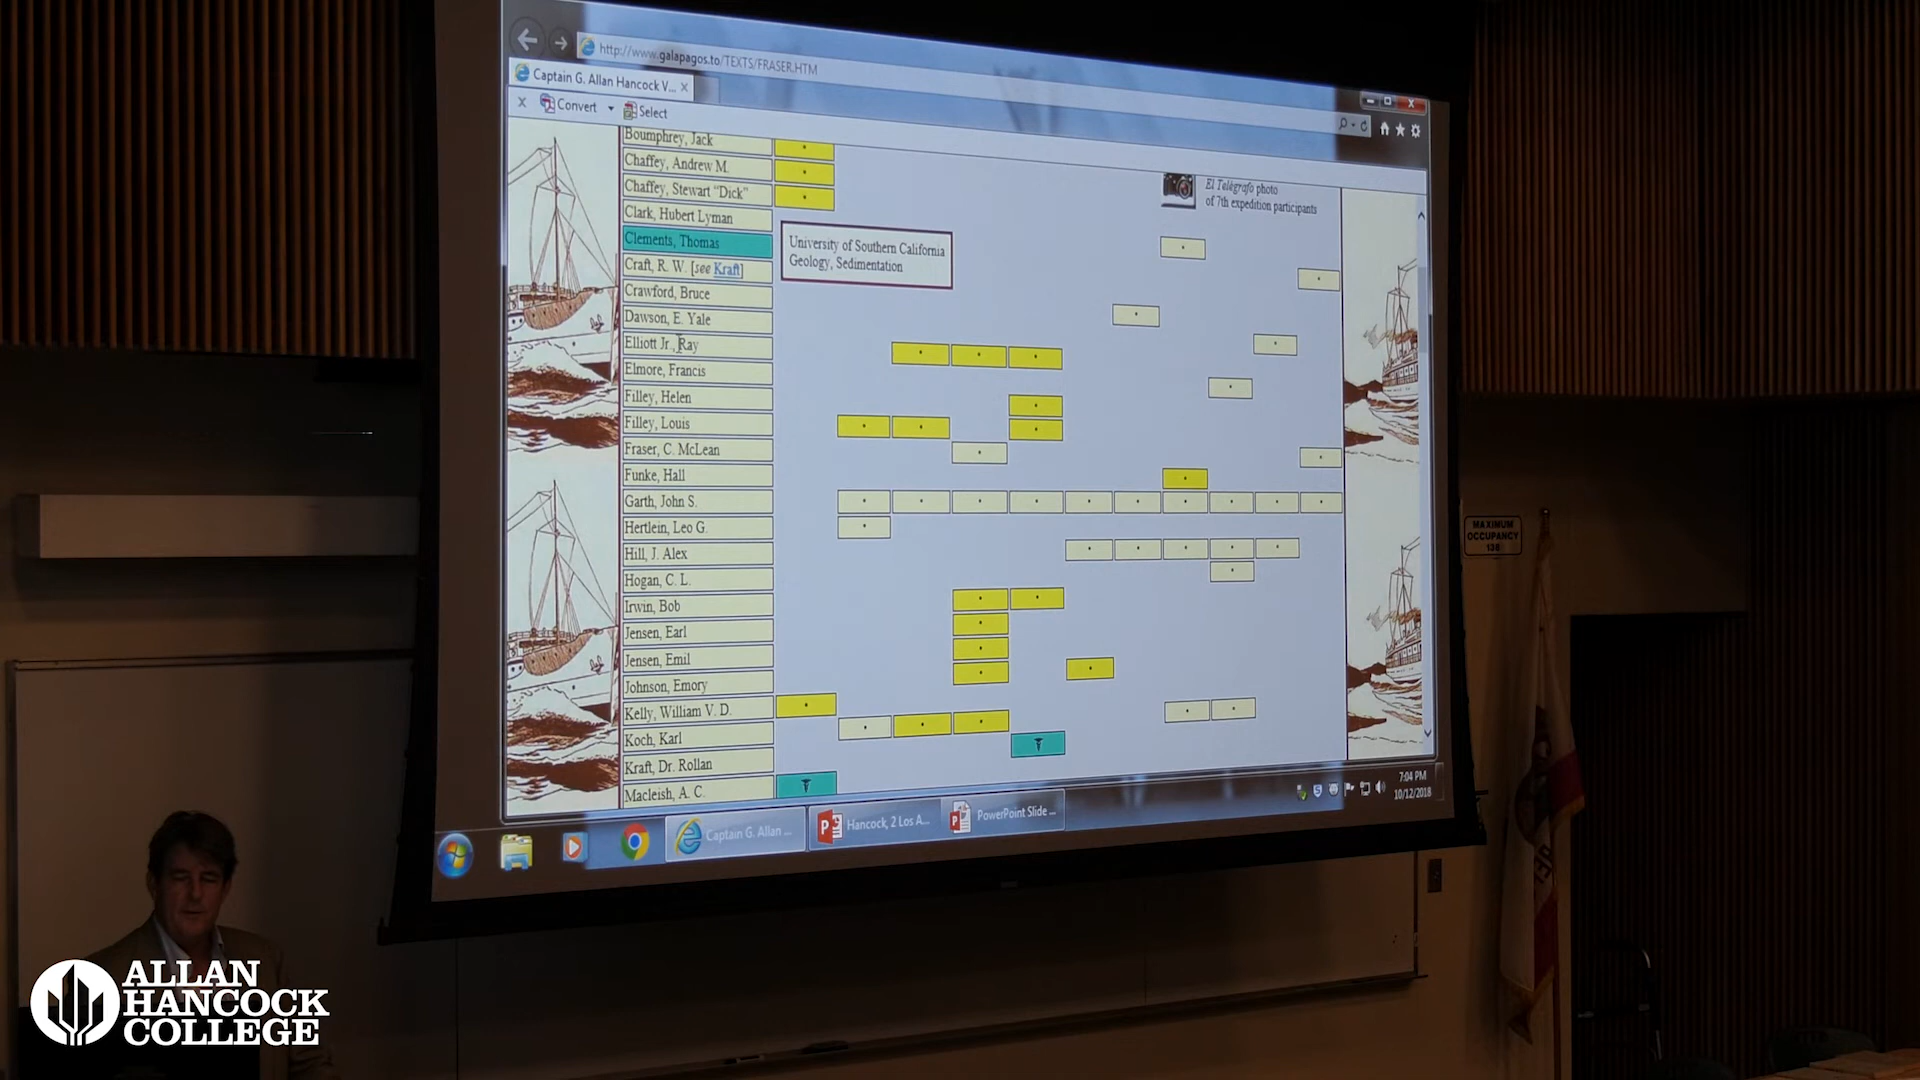 http://www.galapagos.to/TEXTS/FRASER.HTM
Captain G. Allan Hancock V...
Convert
Select
Boumphrey, Jack
Chaffey, Andrew M.
Chaffey, Stewart "Dick"
Clark, Hubert Lyman
Clements, Thomas
Craft, R. W. [see Kraft]
Crawford, Bruce
Dawson, E. Yale
Elliott Jr., Ray
Elmore, Francis
Filley, Helen
Filley, Louis
Fraser, C. McLean
Funke, Hall
Garth, John S.
Hertlein, Leo G.
Hill, J. Alex
Hogan, C. L.
Irwin, Bob
Jensen, Earl
Jensen, Emil
Johnson, Emory
Kelly, William V. D.
Koch, Karl
Kraft, Dr. Rollan
Macleish, A. C.
University of Southern California
Geology, Sedimentation
El Telégrafo photo
of 7th expedition participants
Captain G. Allan ...
Hancock, 2 Los A...
PowerPoint Slide ...
7:04 PM
10/12/2018
MAXIMUM
OCCUPANCY
138
ALLAN
HANCOCK
COLLEGE